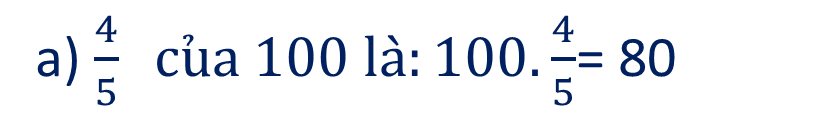 a) 4/5 của 100 là: 100. 4/5 = 80